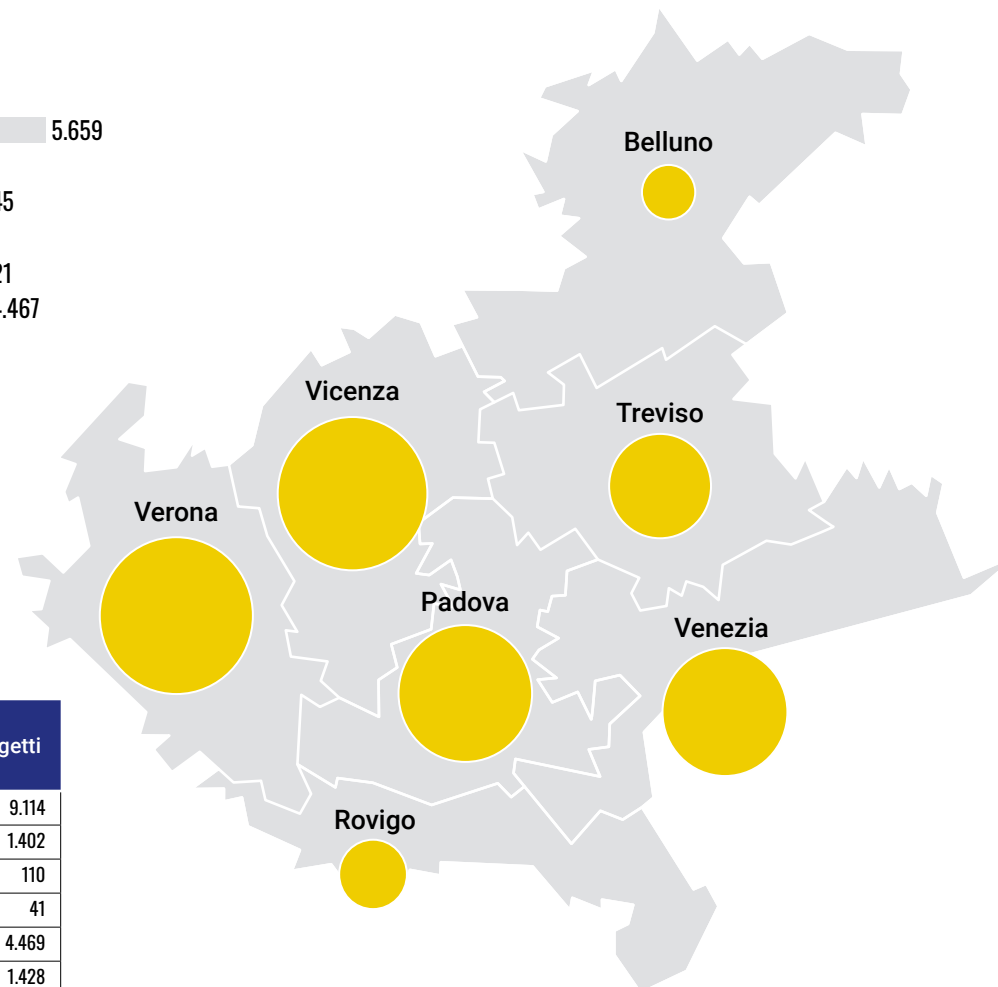 5.659
Belluno
Vicenza
Treviso
Verona
Padova
Venezia
Rovigo
9.114
1.402
110
41
4.469
1.428